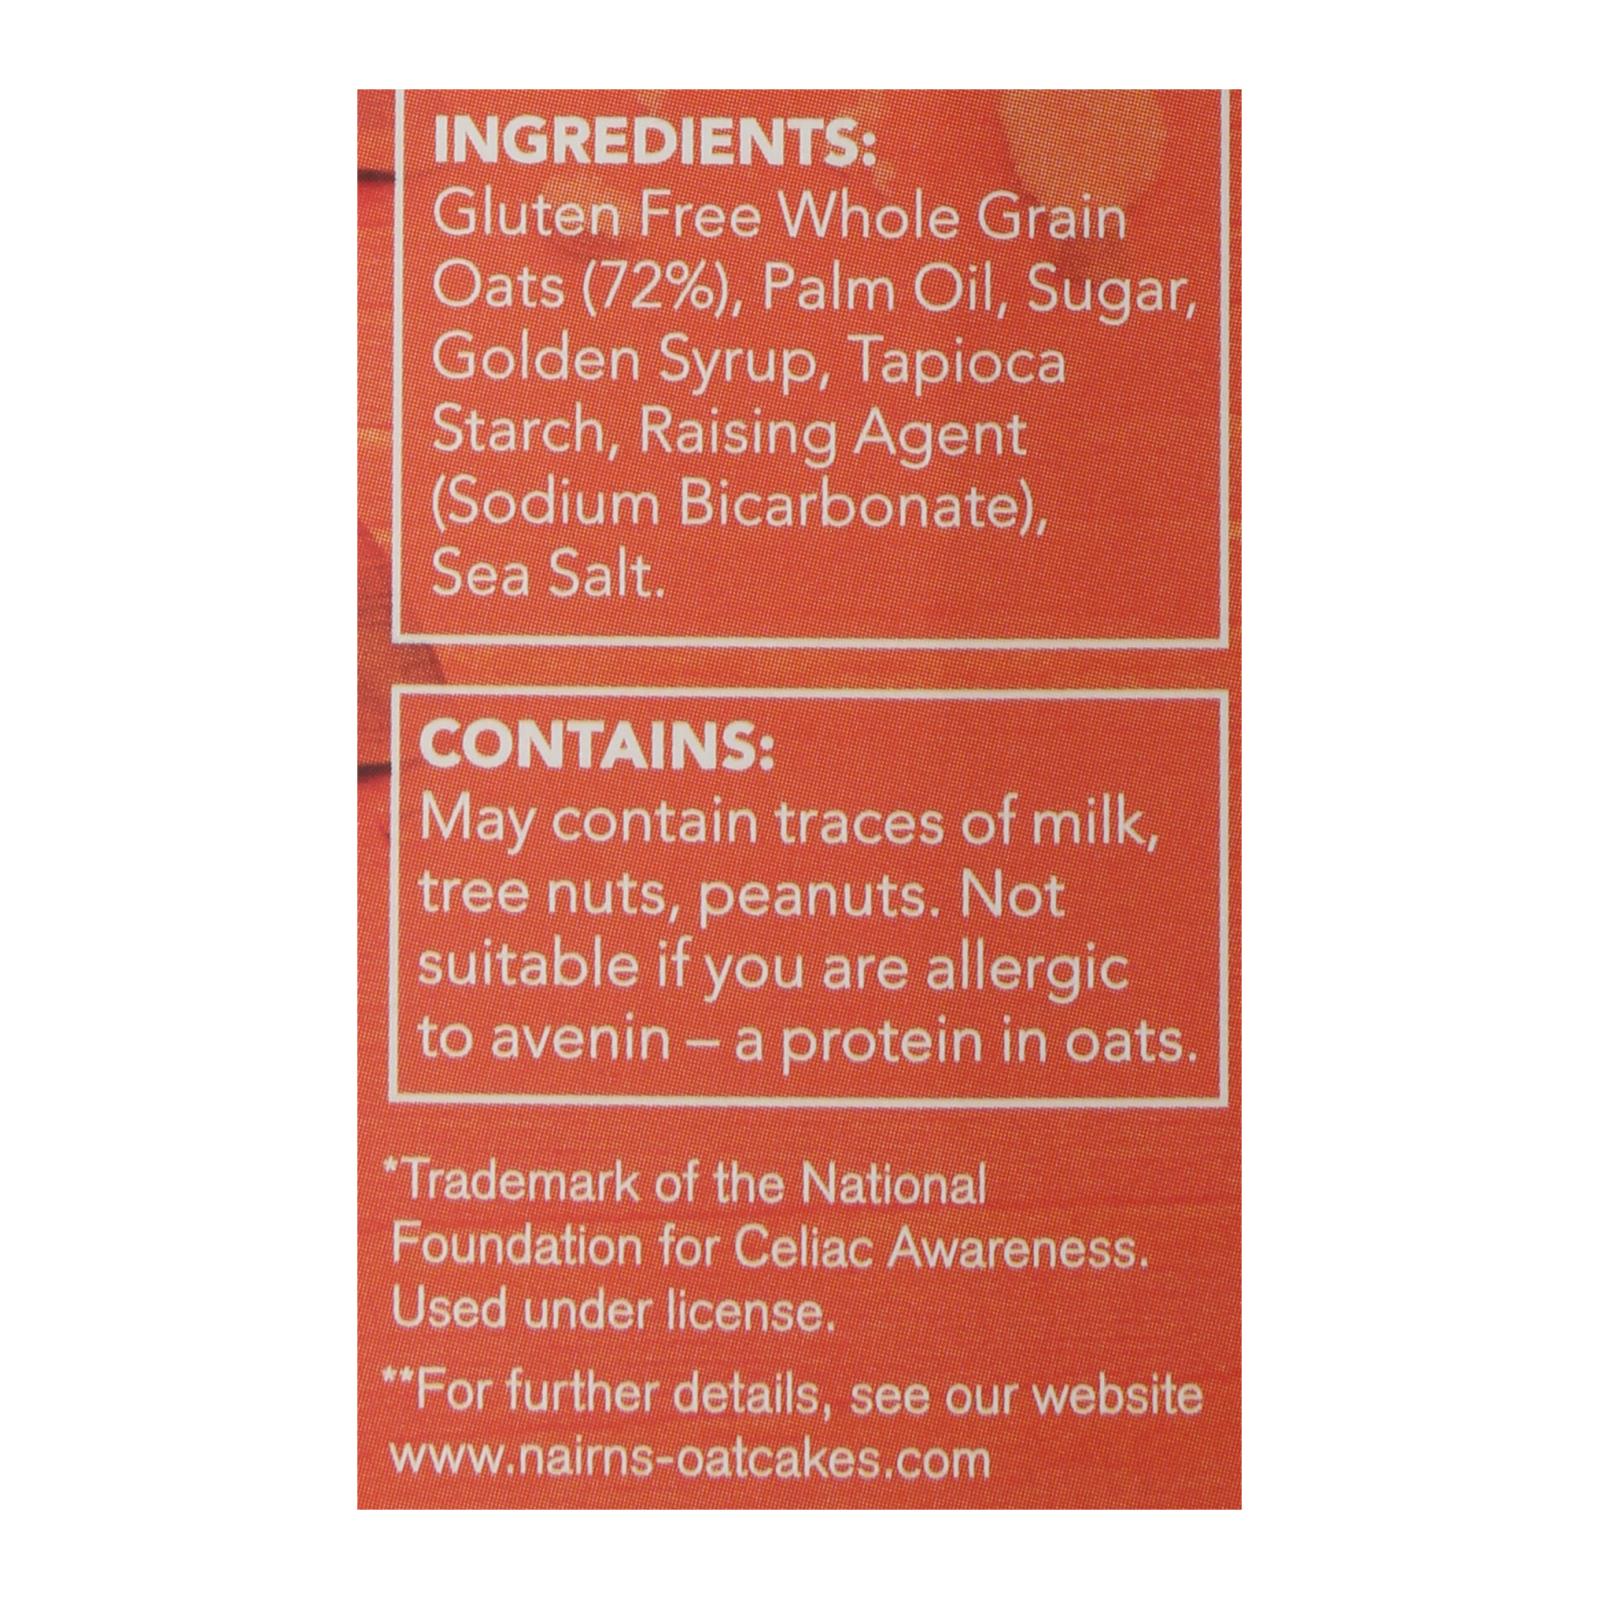 INGREDIENTS:
Gluten Free Whole Grain
Oats (72%), Palm Oil, Sugar,
Golden Syrup, Tapioca
Starch, Raising Agent
(Sodium Bicarbonate),
Sea Salt.
CONTAINS:
May contain traces of milk,
tree nuts, peanuts. Not
suitable if you are allergic
to avenin – a protein in oats.
*Trademark of the National
Foundation for Celiac Awareness.
Used under license.
**For further details, see our website
www.nairns-oatcakes.com